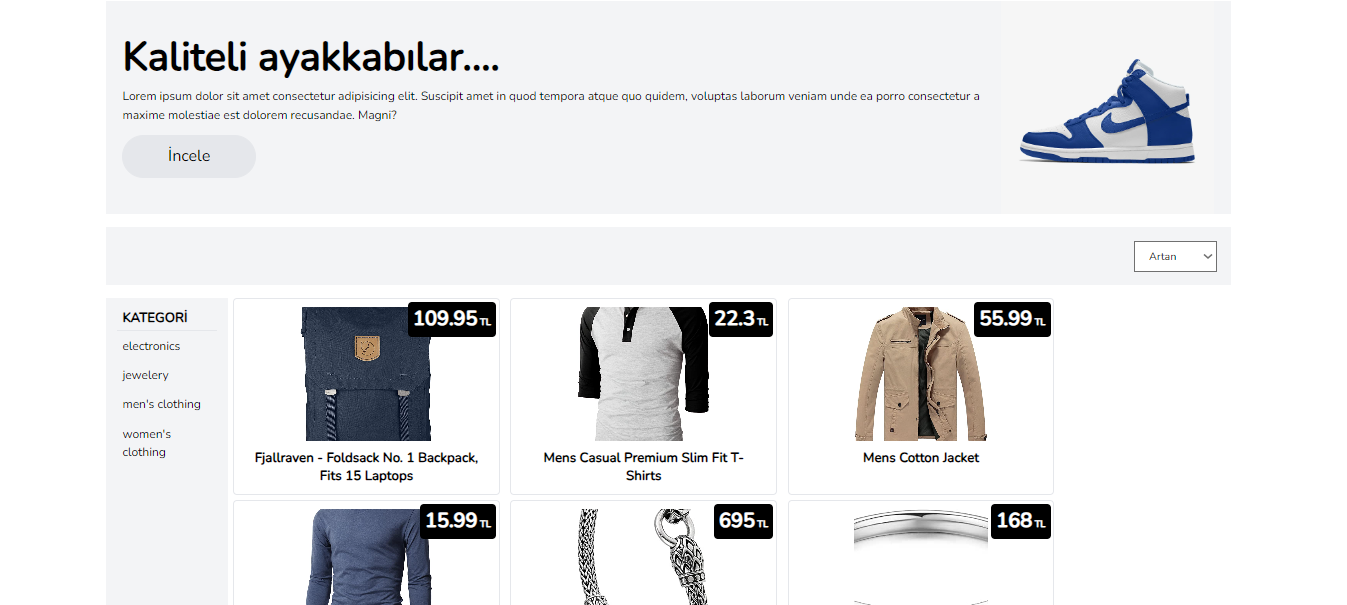 Kaliteli ayakkabılar....
Lorem ipsum dolor sit amet consectetur adipisicing elit. Suscipit amet in quod tempora atque quo quidem, voluptas laborum veniam unde ea porro consectetur a
maxime molestiae est dolorem recusandae. Magni?
İncele
Artan
KATEGORİ
electronics
jewelery
men's clothing
women's
clothing
109.95 TL
Fjallraven - Foldsack No. 1 Backpack,
Fits 15 Laptops
22.3 TL
Mens Casual Premium Slim Fit T-
Shirts
55.99 TL
Mens Cotton Jacket
15.99 TL
695 TL
168 TL